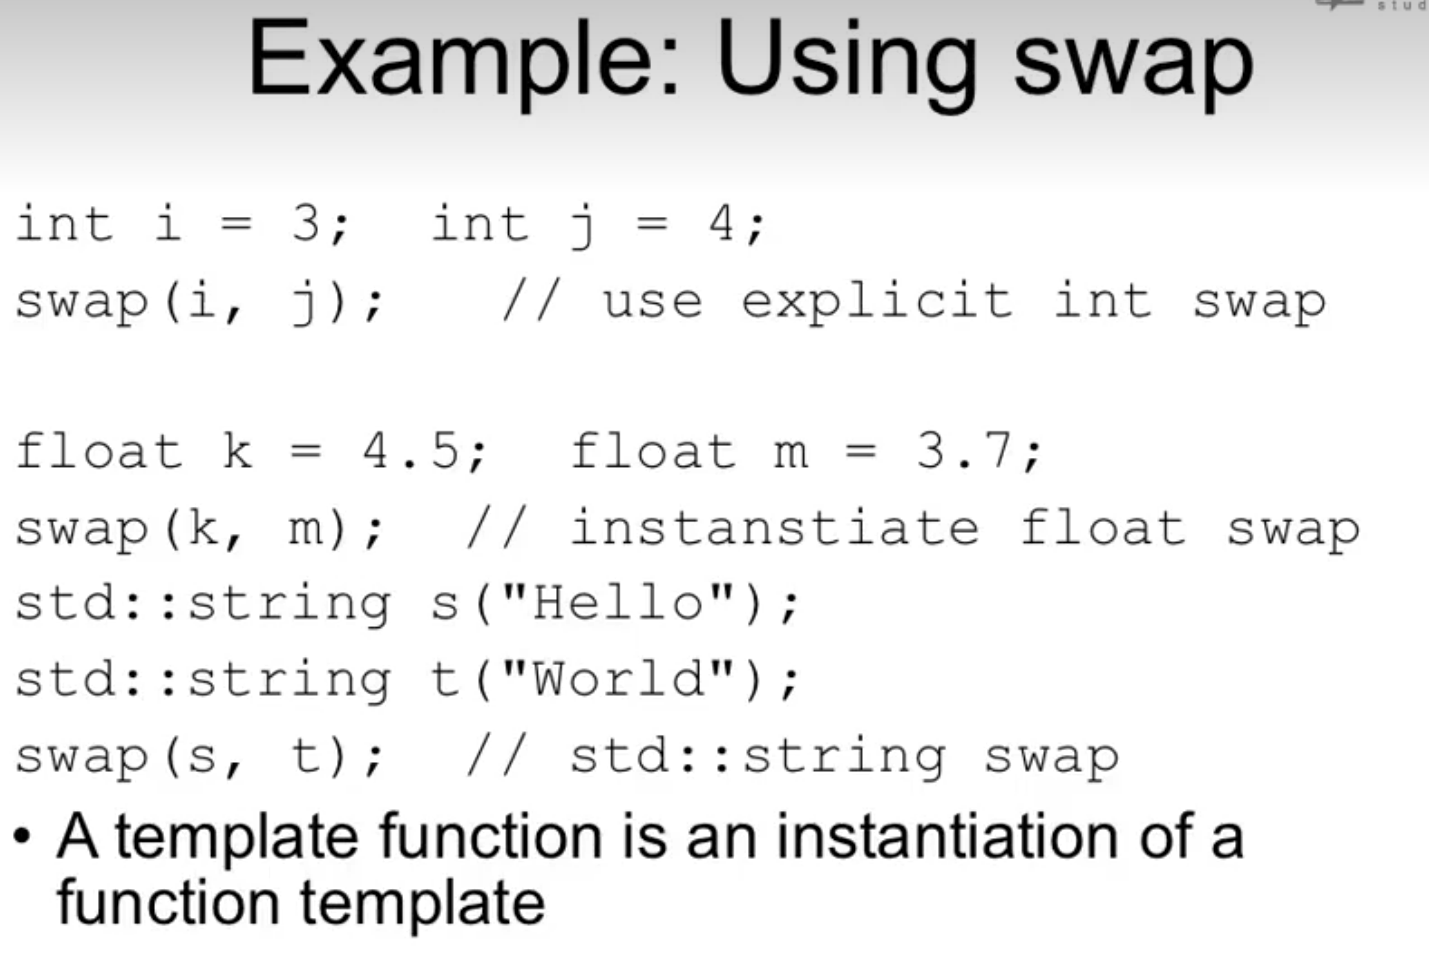 Example: Using swap
int i = 3;  int j = 4;
swap(i, j);   // use explicit int swap
float k = 4.5;  float m = 3.7;
swap(k, m);  // instanstiate float swap
std::string s("Hello");
std::string t("World");
swap(s, t);  // std::string swap
• A template function is an instantiation of a
function template